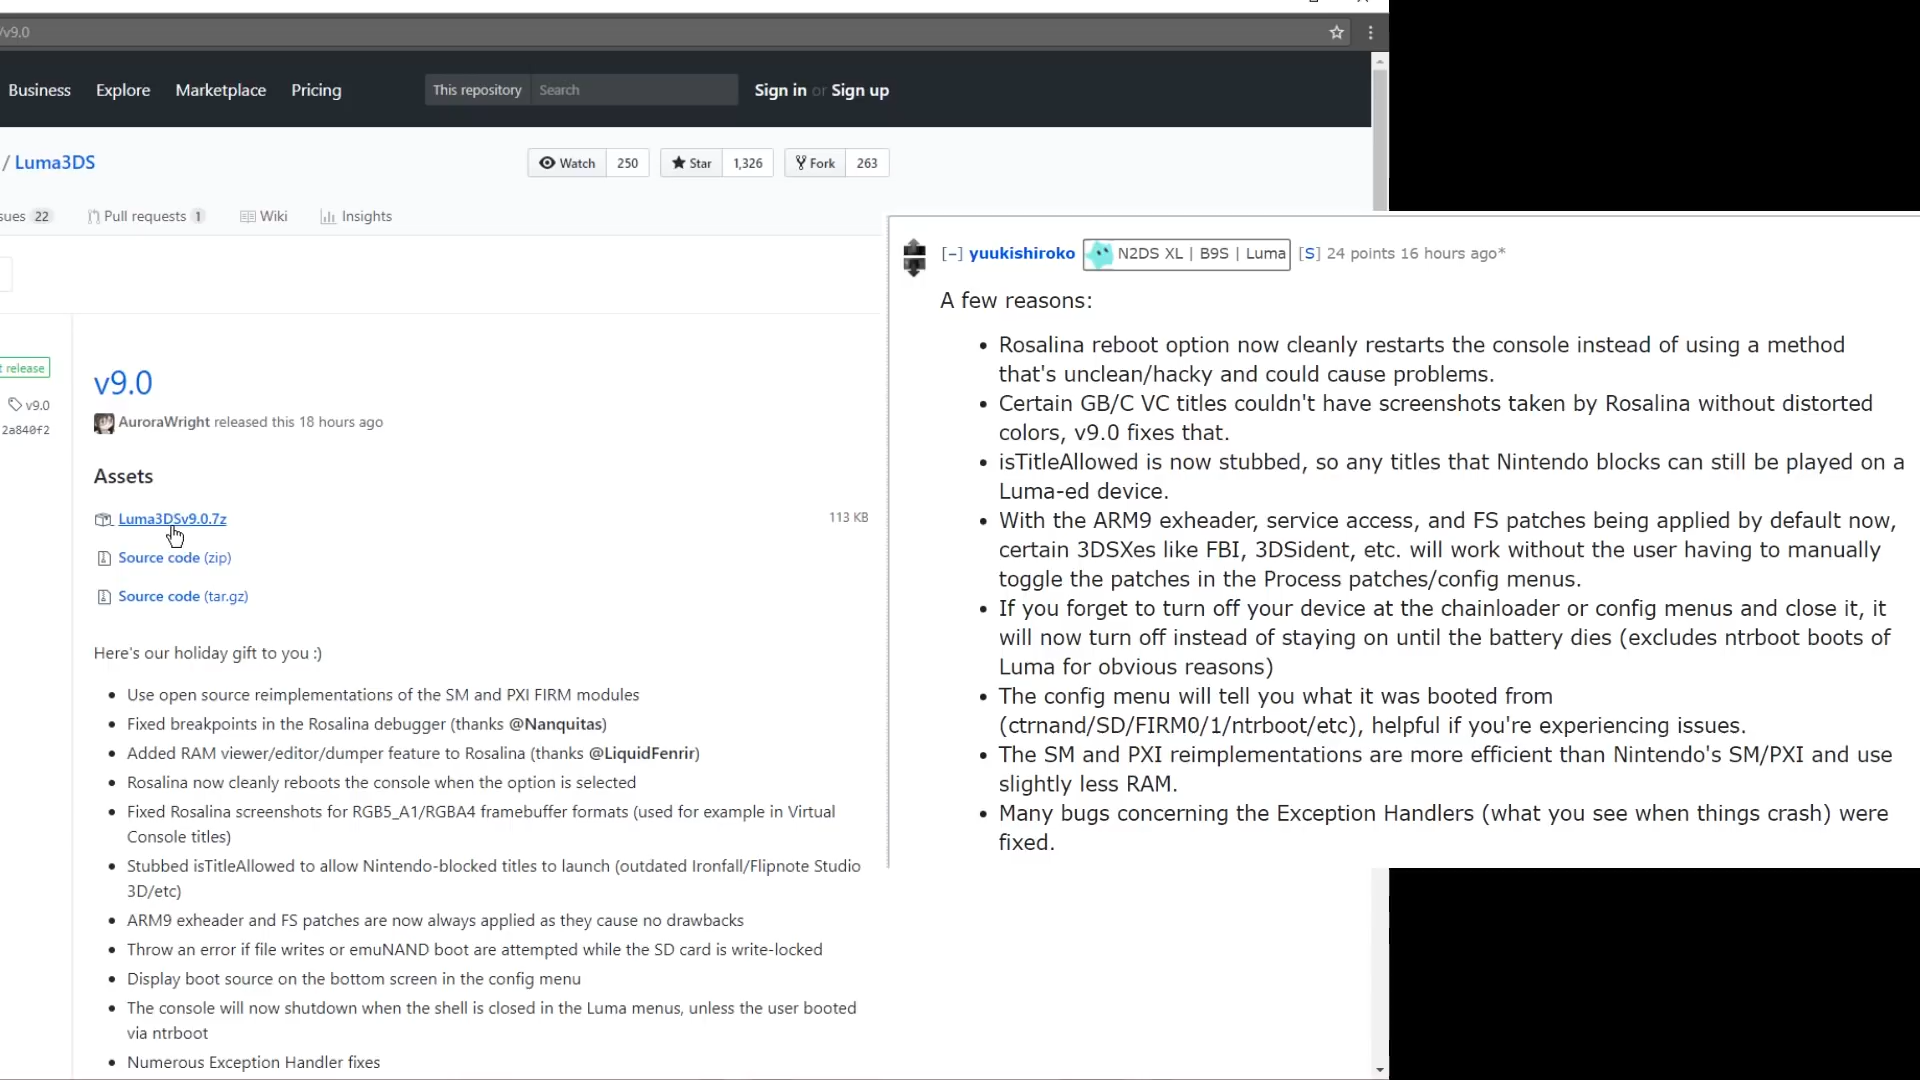 /v9.0
Business Explore Marketplace Pricing This repository Search Sign in or Sign up
/ Luma3DS
Watch 250 Star 1,326 Fork 263
sues 22 Pull requests 1 Wiki Insights
t release
v9.0
2a840f2
v9.0
AuroraWright released this 18 hours ago
Assets
Luma3DSv9.0.7z 113 KB
Source code (zip)
Source code (tar.gz)
Here's our holiday gift to you :)
• Use open source reimplementations of the SM and PXI FIRM modules
• Fixed breakpoints in the Rosalina debugger (thanks @Nanquitas)
• Added RAM viewer/editor/dumper feature to Rosalina (thanks @LiquidFenrir)
• Rosalina now cleanly reboots the console when the option is selected
• Fixed Rosalina screenshots for RGB5_A1/RGBA4 framebuffer formats (used for example in Virtual
Console titles)
• Stubbed isTitleAllowed to allow Nintendo-blocked titles to launch (outdated Ironfall/Flipnote Studio
3D/etc)
• ARM9 exheader and FS patches are now always applied as they cause no drawbacks
• Throw an error if file writes or emuNAND boot are attempted while the SD card is write-locked
• Display boot source on the bottom screen in the config menu
• The console will now shutdown when the shell is closed in the Luma menus, unless the user booted
via ntrboot
• Numerous Exception Handler fixes
[–] yuukishiroko N2DS XL | B9S | Luma [S] 24 points 16 hours ago*
A few reasons:
• Rosalina reboot option now cleanly restarts the console instead of using a method
that's unclean/hacky and could cause problems.
• Certain GB/C VC titles couldn't have screenshots taken by Rosalina without distorted
colors, v9.0 fixes that.
• isTitleAllowed is now stubbed, so any titles that Nintendo blocks can still be played on a
Luma-ed device.
• With the ARM9 exheader, service access, and FS patches being applied by default now,
certain 3DSXes like FBI, 3DSident, etc. will work without the user having to manually
toggle the patches in the Process patches/config menus.
• If you forget to turn off your device at the chainloader or config menus and close it, it
will now turn off instead of staying on until the battery dies (excludes ntrboot boots of
Luma for obvious reasons)
• The config menu will tell you what it was booted from
(ctrnand/SD/FIRM0/1/ntrboot/etc), helpful if you're experiencing issues.
• The SM and PXI reimplementations are more efficient than Nintendo's SM/PXI and use
slightly less RAM.
• Many bugs concerning the Exception Handlers (what you see when things crash) were
fixed.